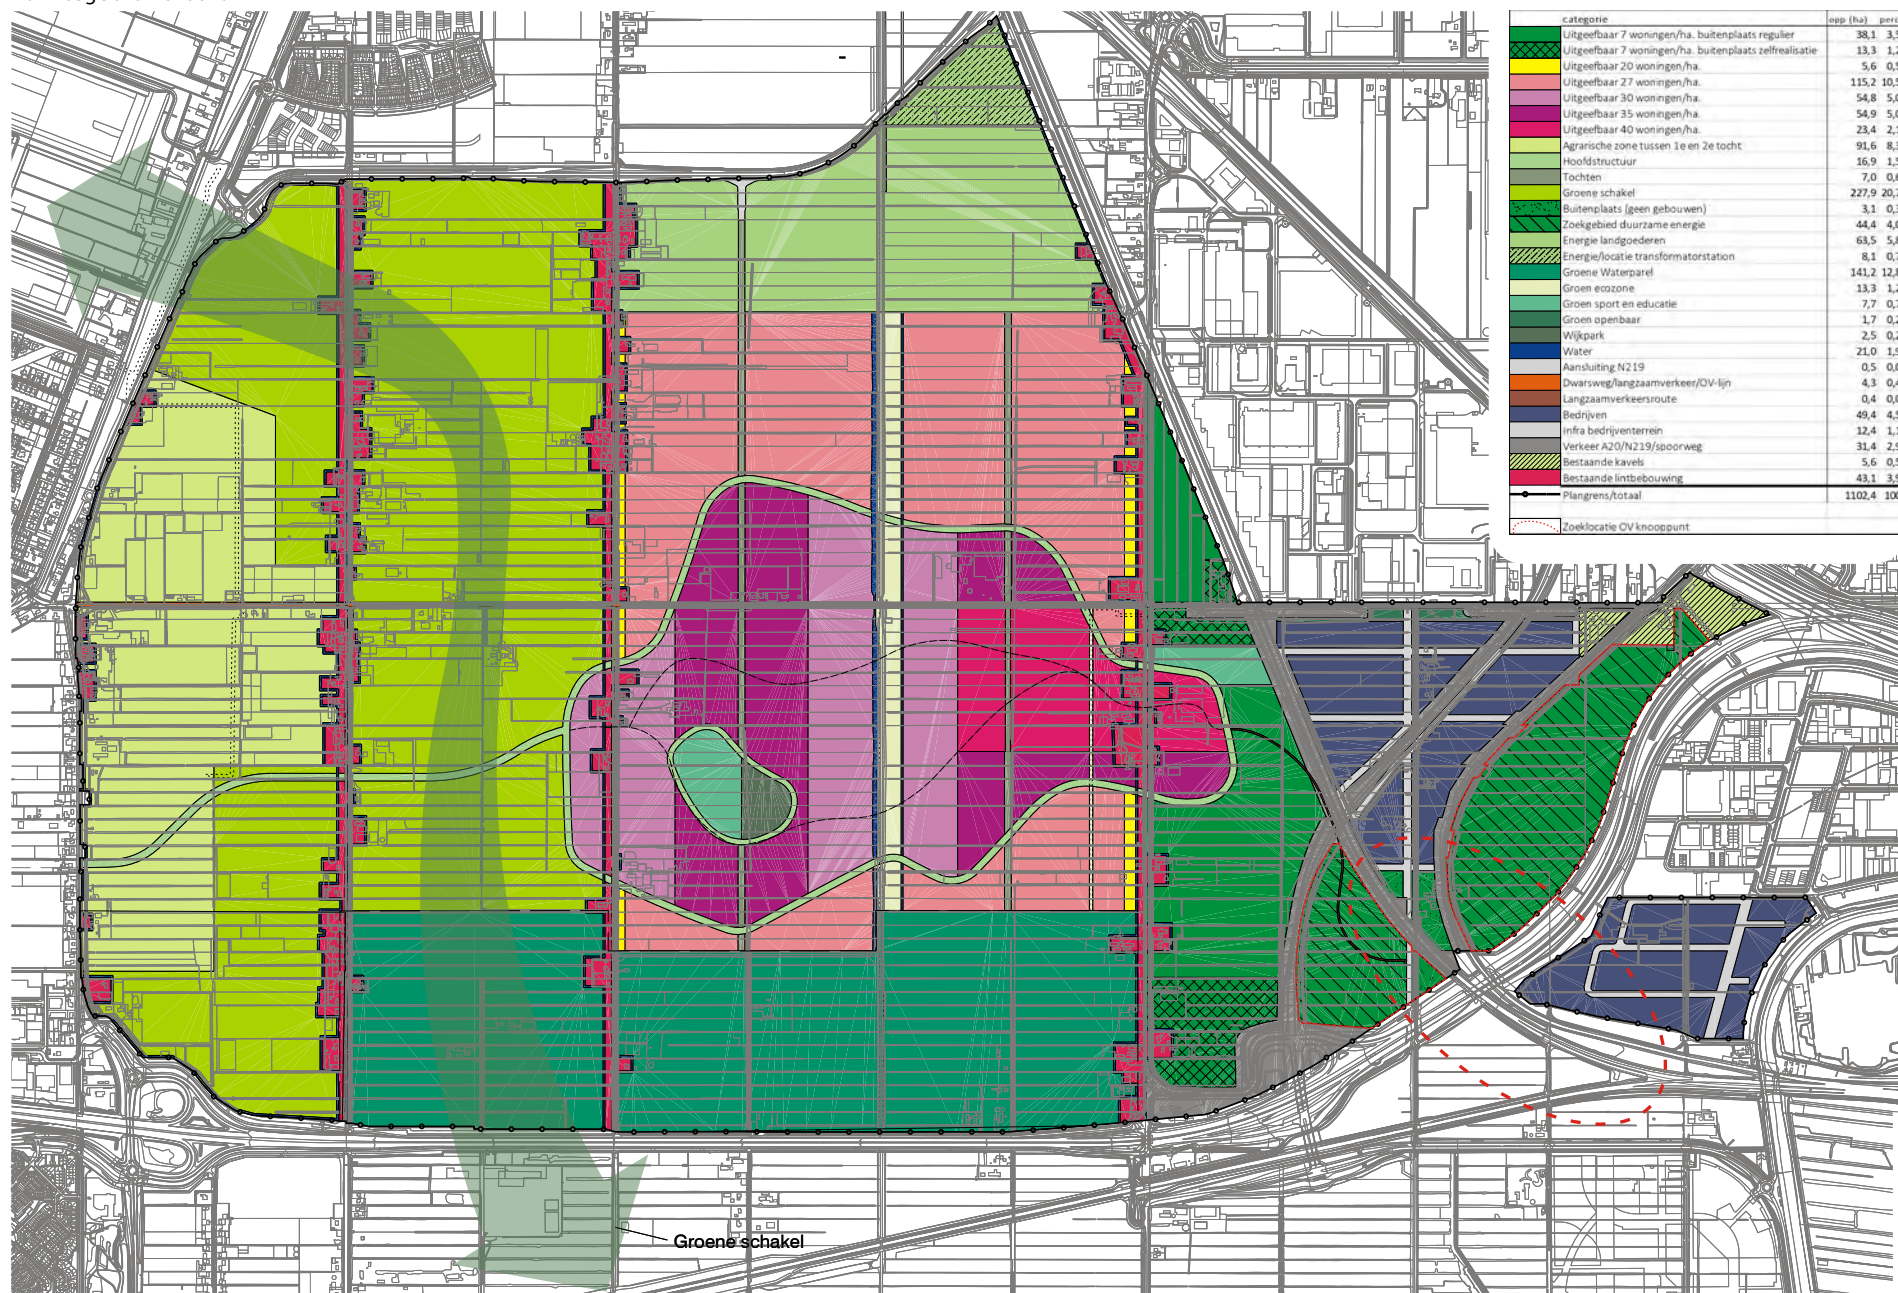 categorie opp (ha)
Uitgeefbaar 7 woningen/ha. buitenplaats regulier 38,1
Uitgeefbaar 7 woningen/ha. buitenplaats zelfrealisatie 13,3
Uitgeefbaar 20 woningen/ha. 5,6
Uitgeefbaar 27 woningen/ha. 115,2
Uitgeefbaar 30 woningen/ha. 54,8
Uitgeefbaar 35 woningen/ha. 54,9
Uitgeefbaar 40 woningen/ha. 23,4
Agrarische zone tussen 1e en 2e tocht 91,6
Hoofdstructuur 16,9
Tochten 7,0
Groene schakel 227,9
Buitenplaats (geen gebouwen) 3,1
Zoekgebied duurzame energie 44,4
Energie landgoederen 63,5
Energie/locatie transformatorstation 8,1
Groene Waterparel 141,2
Groen ecozone 13,3
Groen sport en educatie 7,7
Groen openbaar 1,7
Wijkpark 2,5
Water 21,0
Aansluiting N219 0,5
Dwarsweg/langzaamverkeer/OV-lijn 4,3
Langzaamverkeersroute 0,4
Bedrijven 49,4
Infra bedrijventerrein 12,4
Verkeer A20/N219/spoorweg 31,4
Bestaande kavels 5,6
Bestaande lintbebouwing 43,1
Plangrens/totaal 1102,4
Zoeklocatie OV knooppunt
Groene schakel